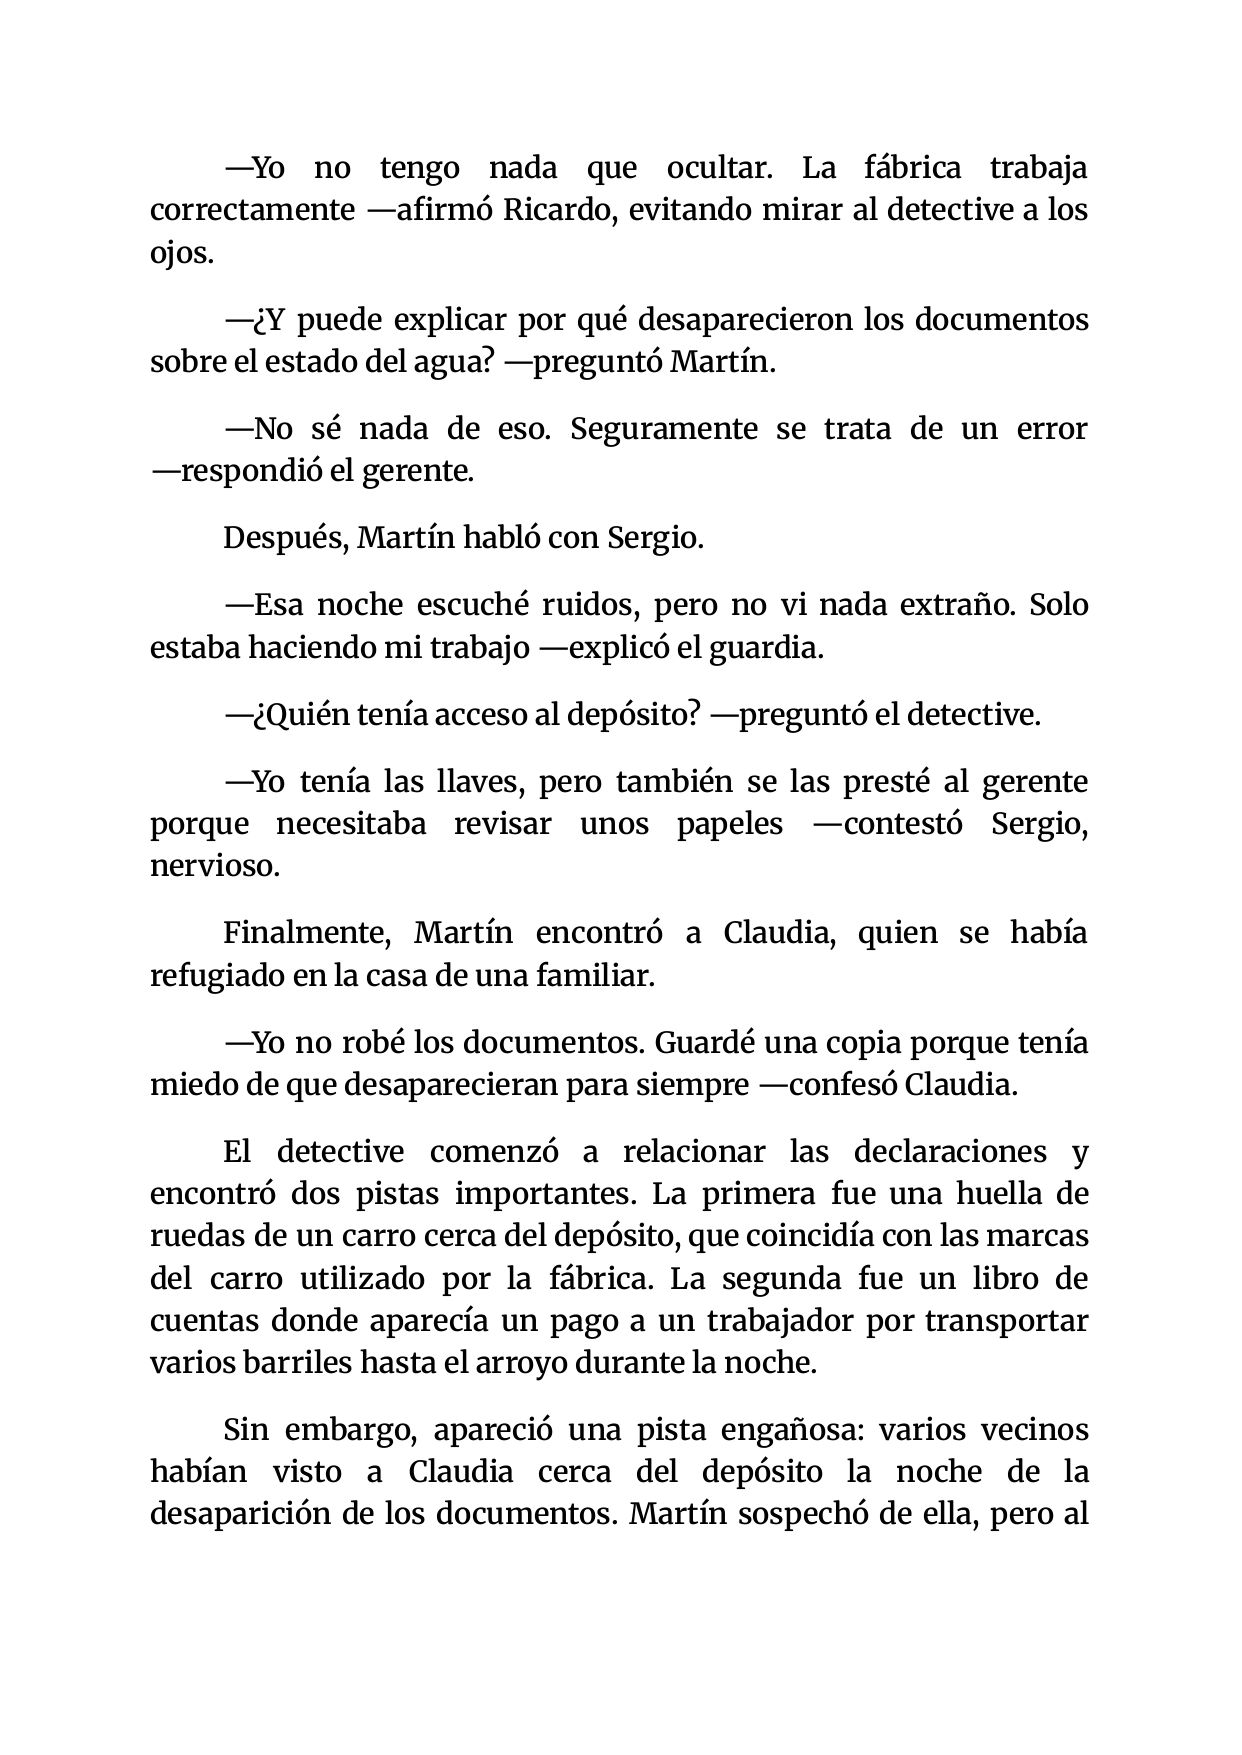 —Yo no tengo nada que ocultar. La fábrica trabaja
correctamente —afirmó Ricardo, evitando mirar al detective a los
ojos.
—¿Y puede explicar por qué desaparecieron los documentos
sobre el estado del agua? —preguntó Martín.
—No sé nada de eso. Seguramente se trata de un error
—respondió el gerente.
Después, Martín habló con Sergio.
—Esa noche escuché ruidos, pero no vi nada extraño. Solo
estaba haciendo mi trabajo —explicó el guardia.
—¿Quién tenía acceso al depósito? —preguntó el detective.
—Yo tenía las llaves, pero también se las presté al gerente
porque necesitaba revisar unos papeles —contestó Sergio,
nervioso.
Finalmente, Martín encontró a Claudia, quien se había
refugiado en la casa de una familiar.
—Yo no robé los documentos. Guardé una copia porque tenía
miedo de que desaparecieran para siempre —confesó Claudia.
El detective comenzó a relacionar las declaraciones y
encontró dos pistas importantes. La primera fue una huella de
ruedas de un carro cerca del depósito, que coincidía con las marcas
del carro utilizado por la fábrica. La segunda fue un libro de
cuentas donde aparecía un pago a un trabajador por transportar
varios barriles hasta el arroyo durante la noche.
Sin embargo, apareció una pista engañosa: varios vecinos
habían visto a Claudia cerca del depósito la noche de la
desaparición de los documentos. Martín sospechó de ella, pero al